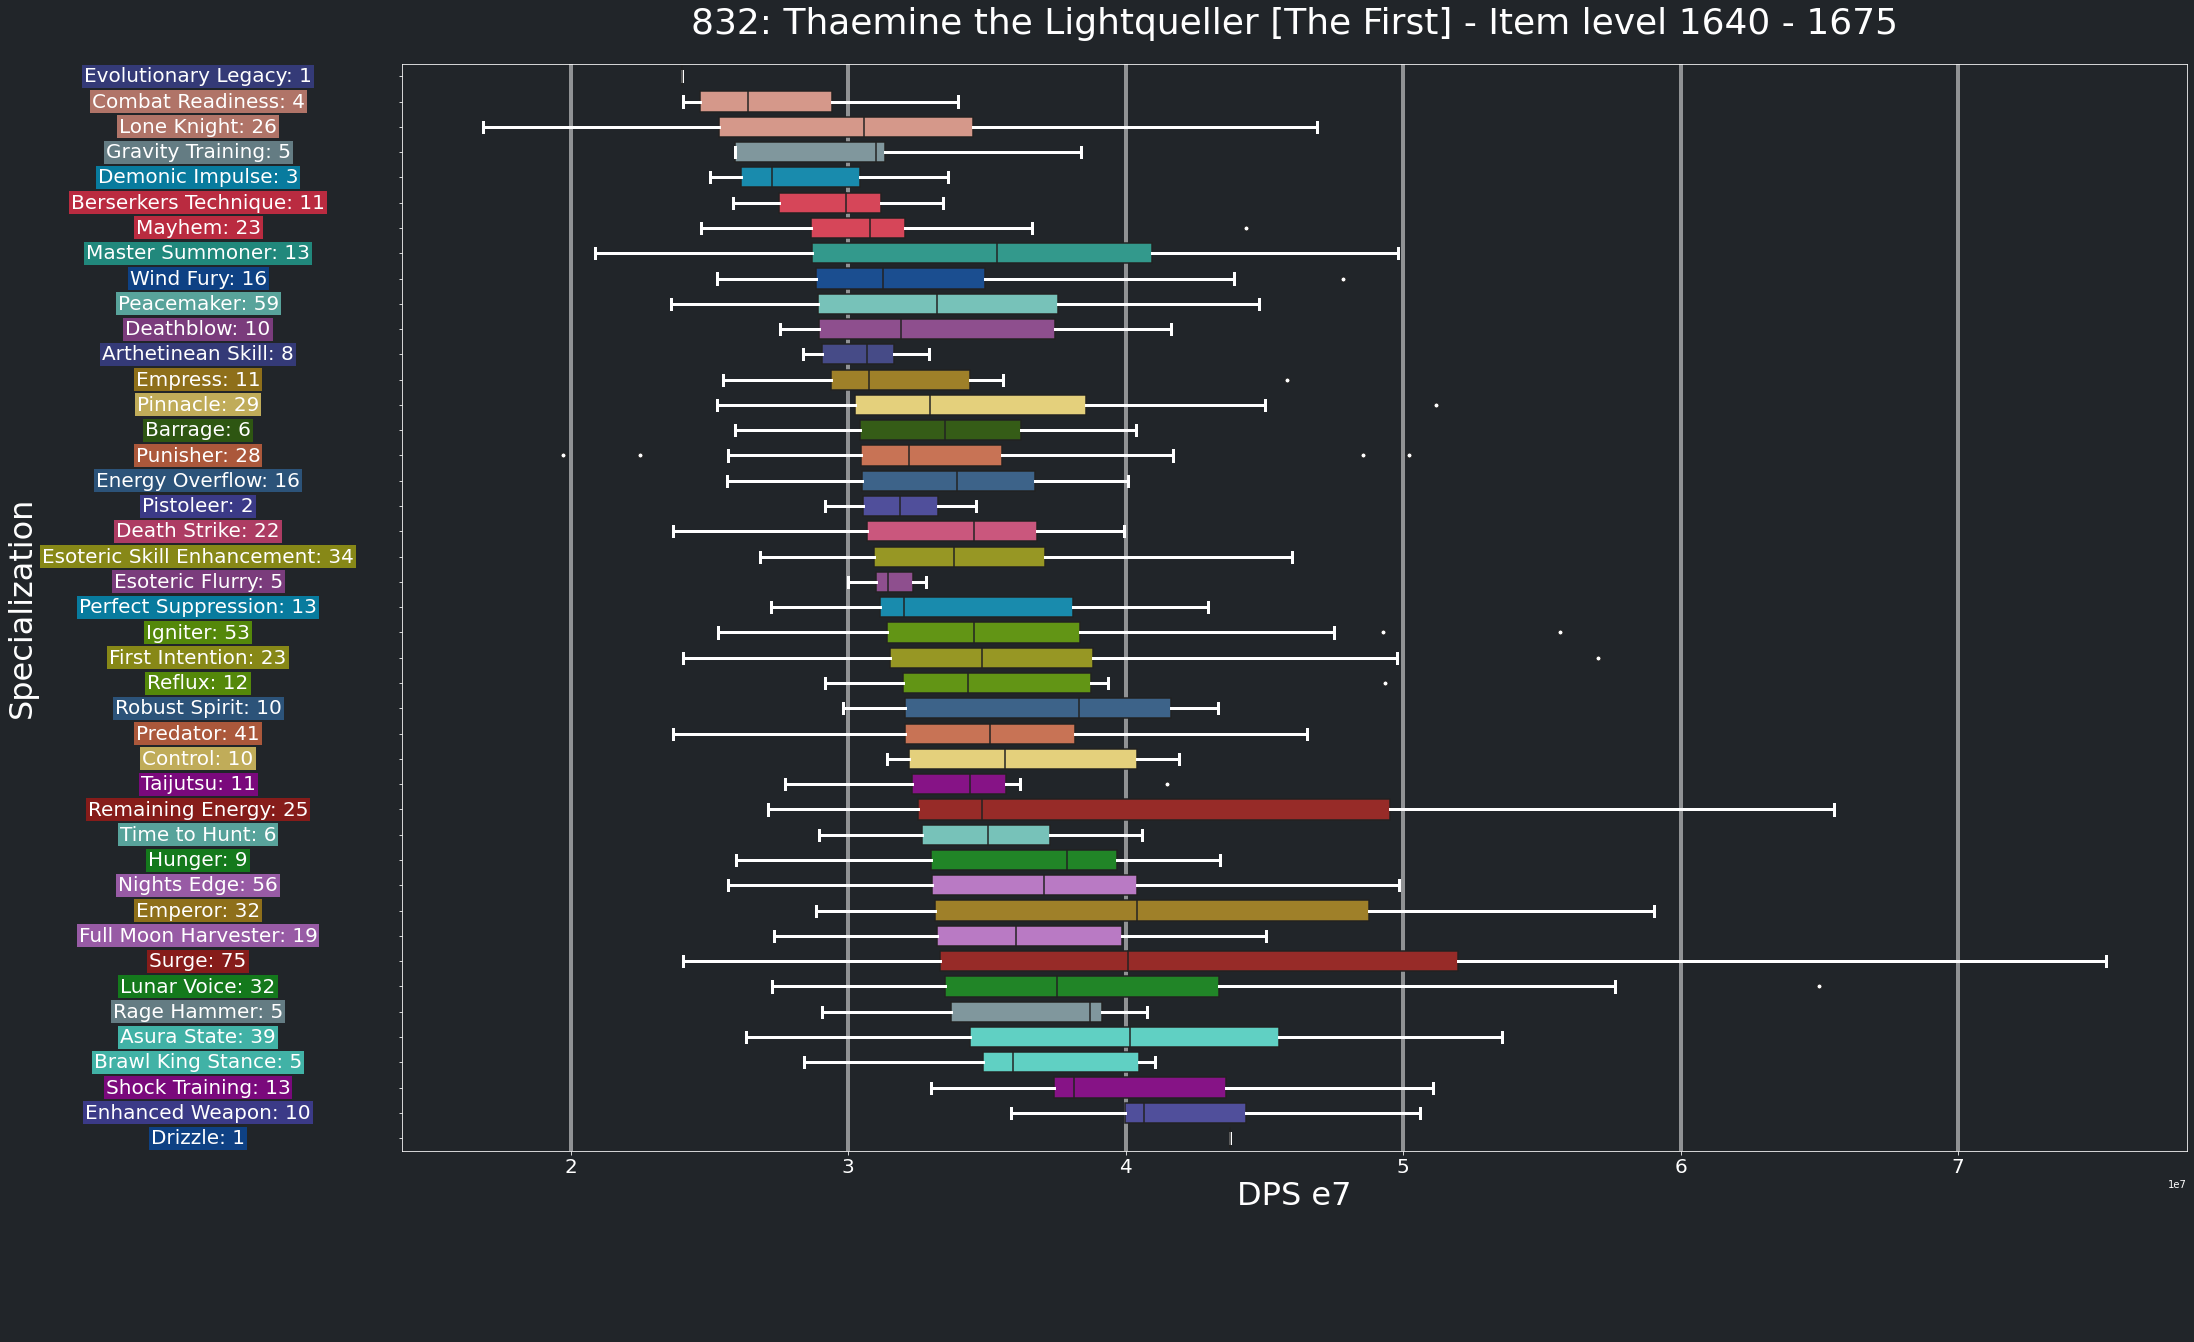 832: Thaemine the Lightqueller [The First] - Item level 1640 - 1675
Specialization
Evolutionary Legacy: 1
Combat Readiness: 4
Lone Knight: 26
Gravity Training: 5
Demonic Impulse: 3
Berserkers Technique: 11
Mayhem: 23
Master Summoner: 13
Wind Fury: 16
Peacemaker: 59
Deathblow: 10
Arthetinean Skill: 8
Empress: 11
Pinnacle: 29
Barrage: 6
Punisher: 28
Energy Overflow: 16
Pistoleer: 2
Death Strike: 22
Esoteric Skill Enhancement: 34
Esoteric Flurry: 5
Perfect Suppression: 13
Igniter: 53
First Intention: 23
Reflux: 12
Robust Spirit: 10
Predator: 41
Control: 10
Taijutsu: 11
Remaining Energy: 25
Time to Hunt: 6
Hunger: 9
Nights Edge: 56
Emperor: 32
Full Moon Harvester: 19
Surge: 75
Lunar Voice: 32
Rage Hammer: 5
Asura State: 39
Brawl King Stance: 5
Shock Training: 13
Enhanced Weapon: 10
Drizzle: 1
2 3 4 5 6 7
1e7
DPS e7